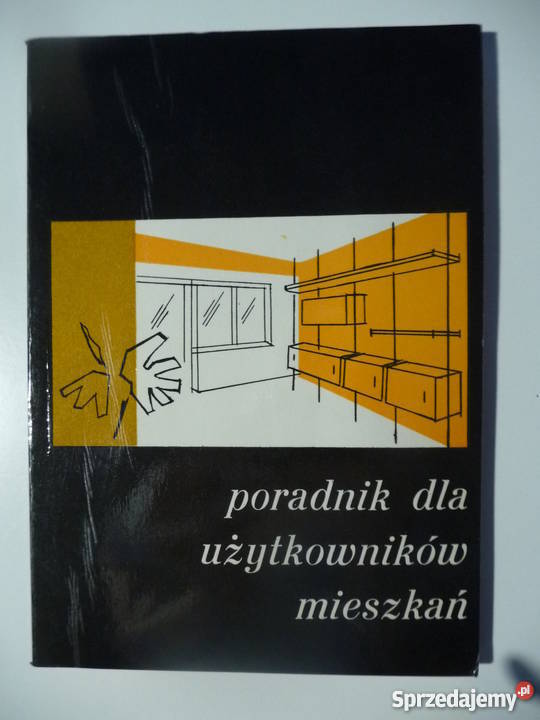 poradnik dla
użytkowników
mieszkań
Sprzedajemy.pl